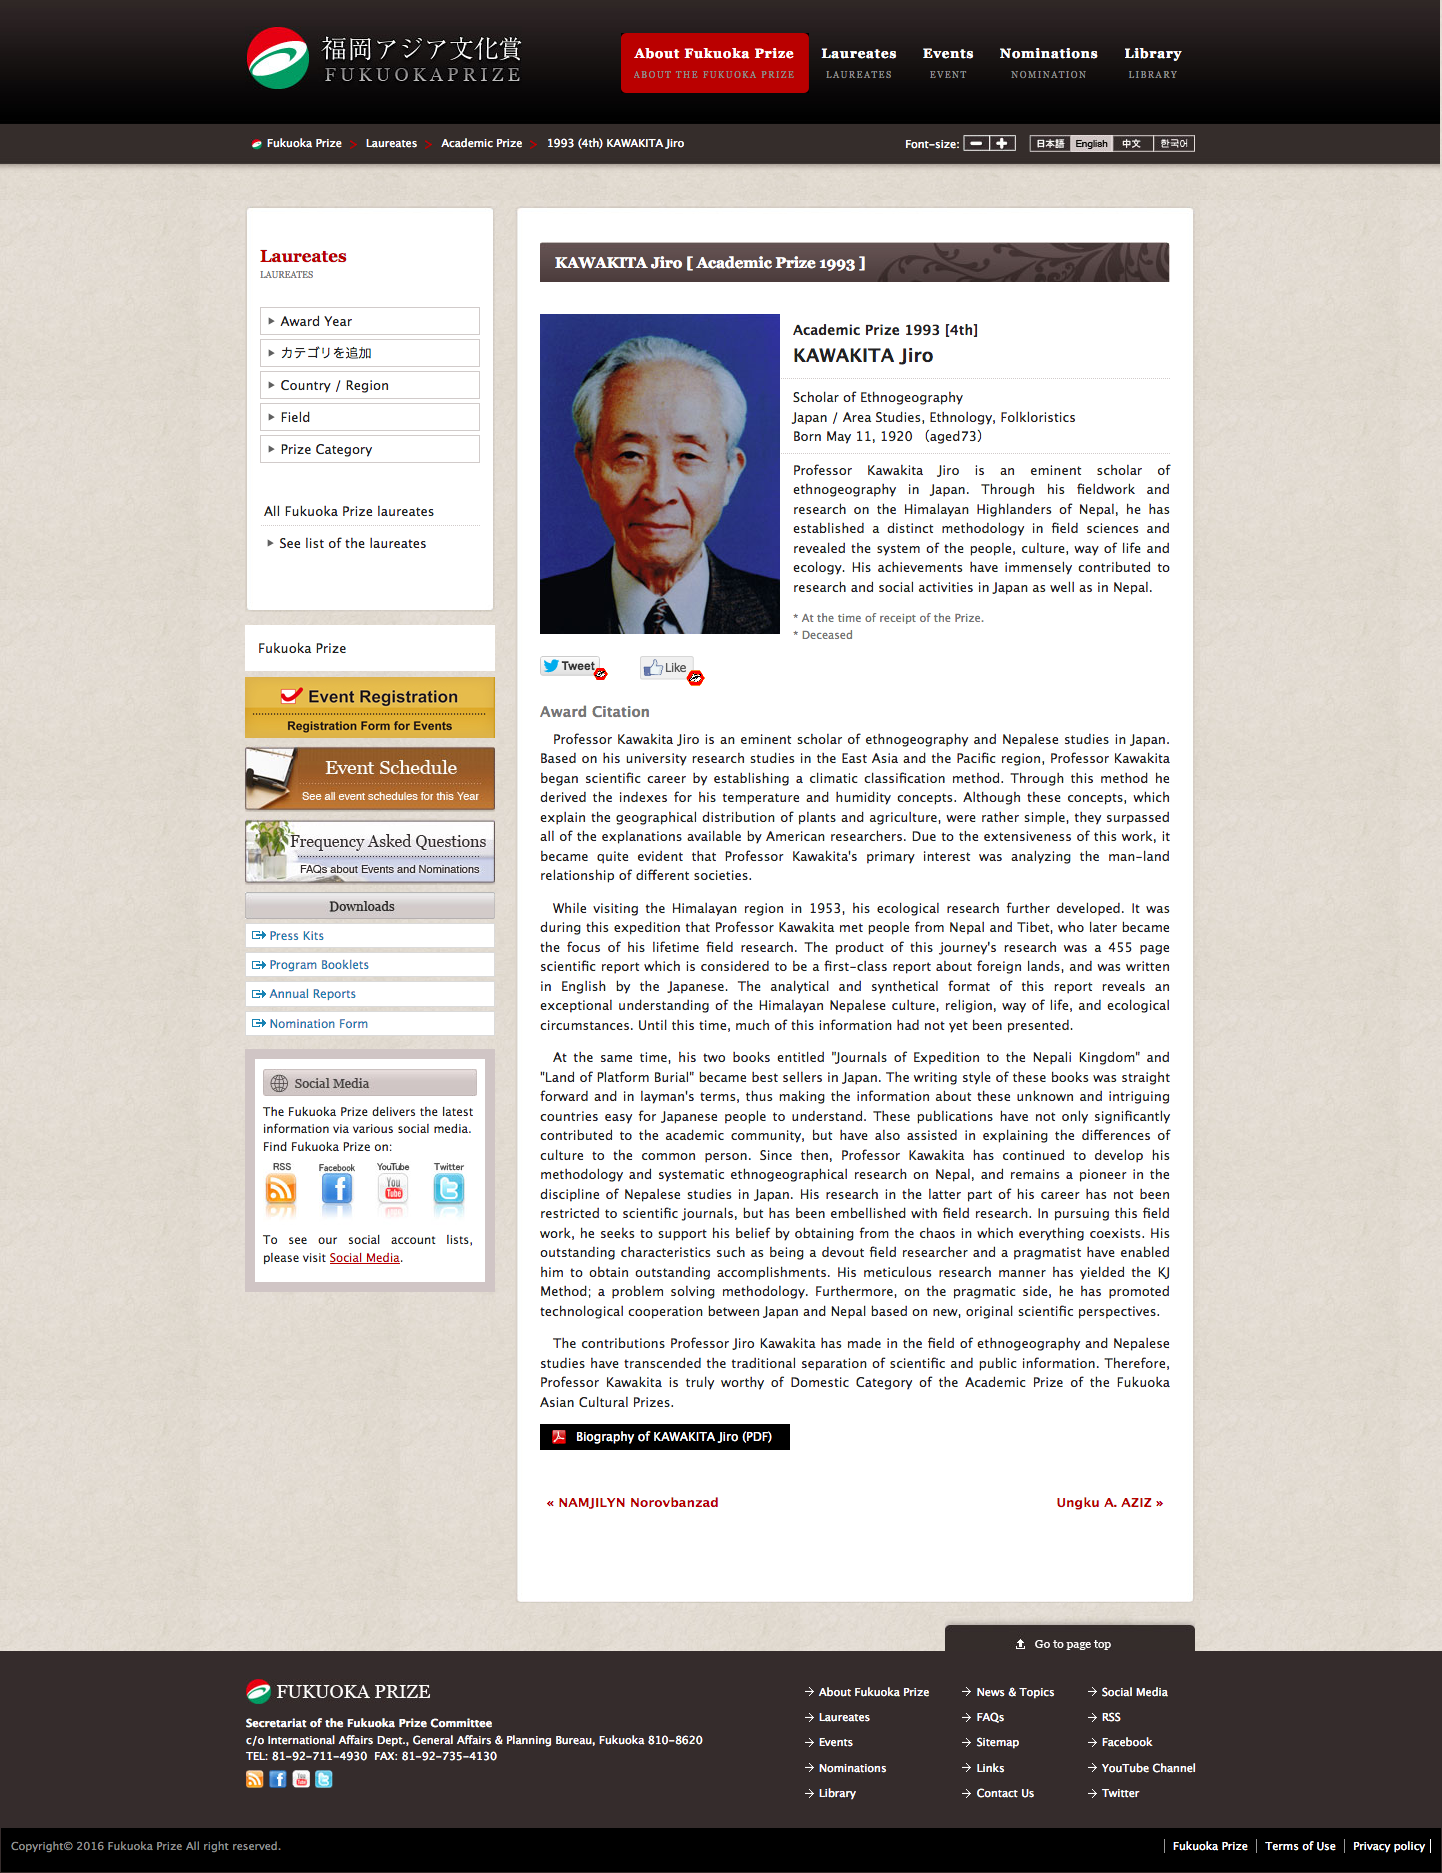 福岡アジア文化賞
FUKUOKAPRIZE
About Fukuoka Prize
ABOUT THE FUKUOKA PRIZE
Laureates
LAUREATES
Events
EVENT
Nominations
NOMINATION
Library
LIBRARY
Fukuoka Prize > Laureates > Academic Prize > 1993 (4th) KAWAKITA Jiro
Font-size:
日本語 English 中文 한국어
Laureates
LAUREATES
Award Year
カテゴリを追加
Country / Region
Field
Prize Category
All Fukuoka Prize laureates
See list of the laureates
Fukuoka Prize
Event Registration
Registration Form for Events
Event Schedule
See all event schedules for this Year
Frequency Asked Questions
FAQs about Events and Nominations
Downloads
Press Kits
Program Booklets
Annual Reports
Nomination Form
Social Media
The Fukuoka Prize delivers the latest
information via various social media.
Find Fukuoka Prize on:
RSS Facebook YouTube Twitter
You
Tube
To see our social account lists,
please visit Social Media.
KAWAKITA Jiro [ Academic Prize 1993 ]
Academic Prize 1993 [4th]
KAWAKITA Jiro
Scholar of Ethnogeography
Japan / Area Studies, Ethnology, Folkloristics
Born May 11, 1920 （aged73）
Professor Kawakita Jiro is an eminent scholar of
ethnogeography in Japan. Through his fieldwork and
research on the Himalayan Highlanders of Nepal, he has
established a distinct methodology in field sciences and
revealed the system of the people, culture, way of life and
ecology. His achievements have immensely contributed to
research and social activities in Japan as well as in Nepal.
* At the time of receipt of the Prize.
* Deceased
Tweet
Like
Award Citation
Professor Kawakita Jiro is an eminent scholar of ethnogeography and Nepalese studies in Japan.
Based on his university research studies in the East Asia and the Pacific region, Professor Kawakita
began scientific career by establishing a climatic classification method. Through this method he
derived the indexes for his temperature and humidity concepts. Although these concepts, which
explain the geographical distribution of plants and agriculture, were rather simple, they surpassed
all of the explanations available by American researchers. Due to the extensiveness of this work, it
became quite evident that Professor Kawakita's primary interest was analyzing the man-land
relationship of different societies.
While visiting the Himalayan region in 1953, his ecological research further developed. It was
during this expedition that Professor Kawakita met people from Nepal and Tibet, who later became
the focus of his lifetime field research. The product of this journey's research was a 455 page
scientific report which is considered to be a first-class report about foreign lands, and was written
in English by the Japanese. The analytical and synthetical format of this report reveals an
exceptional understanding of the Himalayan Nepalese culture, religion, way of life, and ecological
circumstances. Until this time, much of this information had not yet been presented.
At the same time, his two books entitled "Journals of Expedition to the Nepali Kingdom" and
"Land of Platform Burial" became best sellers in Japan. The writing style of these books was straight
forward and in layman's terms, thus making the information about these unknown and intriguing
countries easy for Japanese people to understand. These publications have not only significantly
contributed to the academic community, but have also assisted in explaining the differences of
culture to the common person. Since then, Professor Kawakita has continued to develop his
methodology and systematic ethnogeographical research on Nepal, and remains a pioneer in the
discipline of Nepalese studies in Japan. His research in the latter part of his career has not been
restricted to scientific journals, but has been embellished with field research. In pursuing this field
work, he seeks to support his belief by obtaining from the chaos in which everything coexists. His
outstanding characteristics such as being a devout field researcher and a pragmatist have enabled
him to obtain outstanding accomplishments. His meticulous research manner has yielded the KJ
Method; a problem solving methodology. Furthermore, on the pragmatic side, he has promoted
technological cooperation between Japan and Nepal based on new, original scientific perspectives.
The contributions Professor Jiro Kawakita has made in the field of ethnogeography and Nepalese
studies have transcended the traditional separation of scientific and public information. Therefore,
Professor Kawakita is truly worthy of Domestic Category of the Academic Prize of the Fukuoka
Asian Cultural Prizes.
Biography of KAWAKITA Jiro (PDF)
« NAMJILYN Norovbanzad
Ungku A. AZIZ »
Go to page top
FUKUOKA PRIZE
Secretariat of the Fukuoka Prize Committee
c/o International Affairs Dept., General Affairs & Planning Bureau, Fukuoka 810-8620
TEL: 81-92-711-4930 FAX: 81-92-735-4130
About Fukuoka Prize
Laureates
Events
Nominations
Library
News & Topics
FAQs
Sitemap
Links
Contact Us
Social Media
RSS
Facebook
YouTube Channel
Twitter
Copyright© 2016 Fukuoka Prize All right reserved.
Fukuoka Prize | Terms of Use | Privacy policy